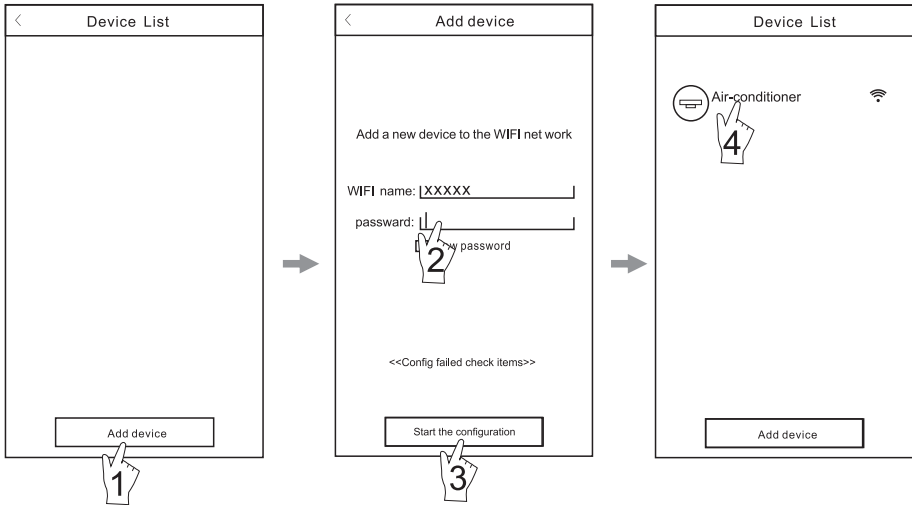 Device List
Add device
1
Add device
Add a new device to the WIFI net work
WIFI name: XXXXX
passward:
2
password
<<Config failed check items>>
Start the configuration
3
Device List
Air-conditioner
4
Add device